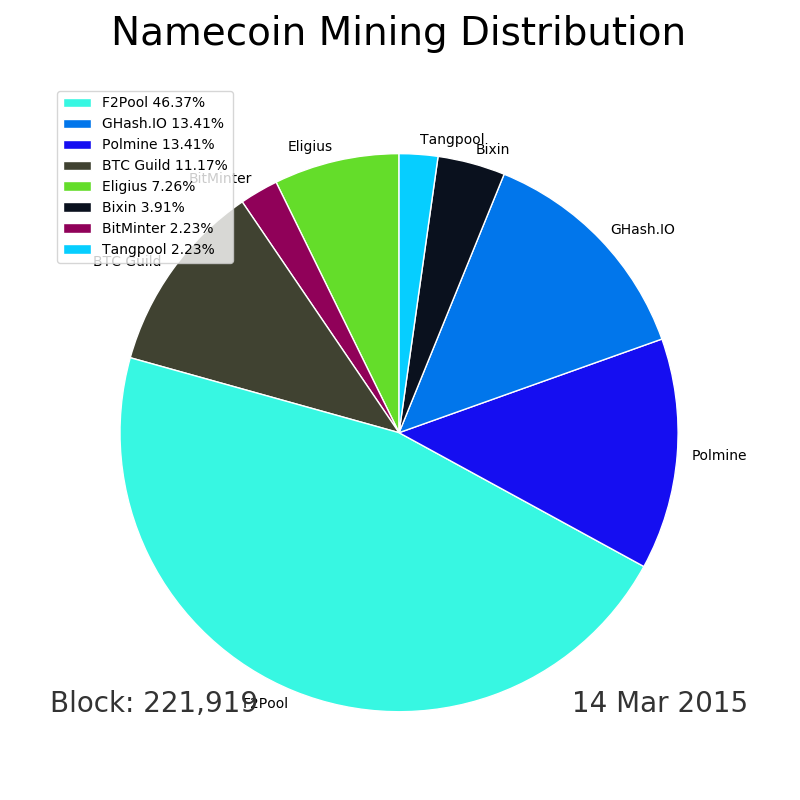 Namecoin Mining Distribution
F2Pool 46.37%
GHash.IO 13.41%
Polmine 13.41%
BTC Guild 11.17%
Eligius 7.26%
Bixin 3.91%
BitMinter 2.23%
Tangpool 2.23%
Tangpool
Eligius
Bixin
BitMinter
GHash.IO
BTC Guild
Polmine
F2Pool
Block: 221,919
14 Mar 2015